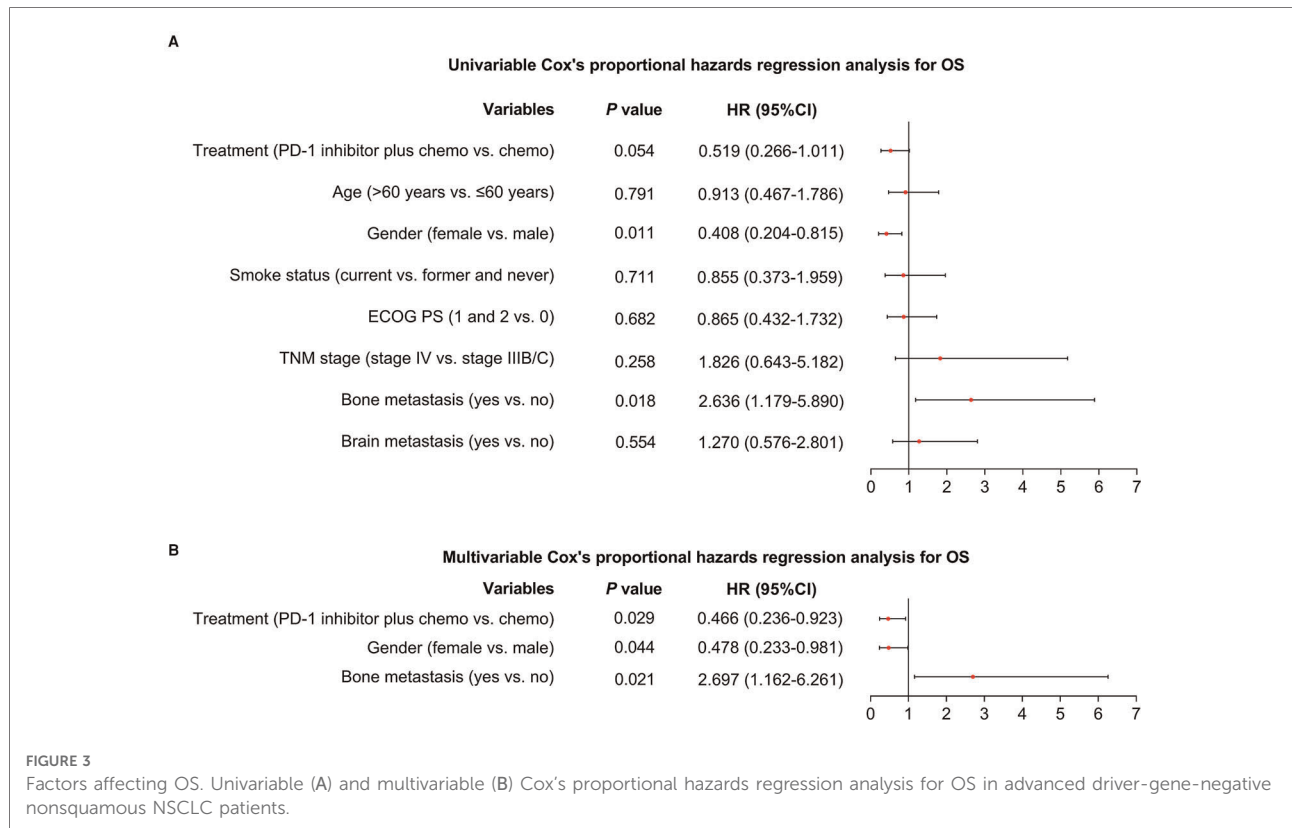 A
Univariable Cox's proportional hazards regression analysis for OS
Variables P value HR (95%CI)
Treatment (PD-1 inhibitor plus chemo vs. chemo) 0.054 0.519 (0.266-1.011)
Age (>60 years vs. ≤60 years) 0.791 0.913 (0.467-1.786)
Gender (female vs. male) 0.011 0.408 (0.204-0.815)
Smoke status (current vs. former and never) 0.711 0.855 (0.373-1.959)
ECOG PS (1 and 2 vs. 0) 0.682 0.865 (0.432-1.732)
TNM stage (stage IV vs. stage IIIB/C) 0.258 1.826 (0.643-5.182)
Bone metastasis (yes vs. no) 0.018 2.636 (1.179-5.890)
Brain metastasis (yes vs. no) 0.554 1.270 (0.576-2.801)
0 1 2 3 4 5 6 7
B
Multivariable Cox's proportional hazards regression analysis for OS
Variables P value HR (95%CI)
Treatment (PD-1 inhibitor plus chemo vs. chemo) 0.029 0.466 (0.236-0.923)
Gender (female vs. male) 0.044 0.478 (0.233-0.981)
Bone metastasis (yes vs. no) 0.021 2.697 (1.162-6.261)
0 1 2 3 4 5 6 7
FIGURE 3
Factors affecting OS. Univariable (A) and multivariable (B) Cox's proportional hazards regression analysis for OS in advanced driver-gene-negative
nonsquamous NSCLC patients.